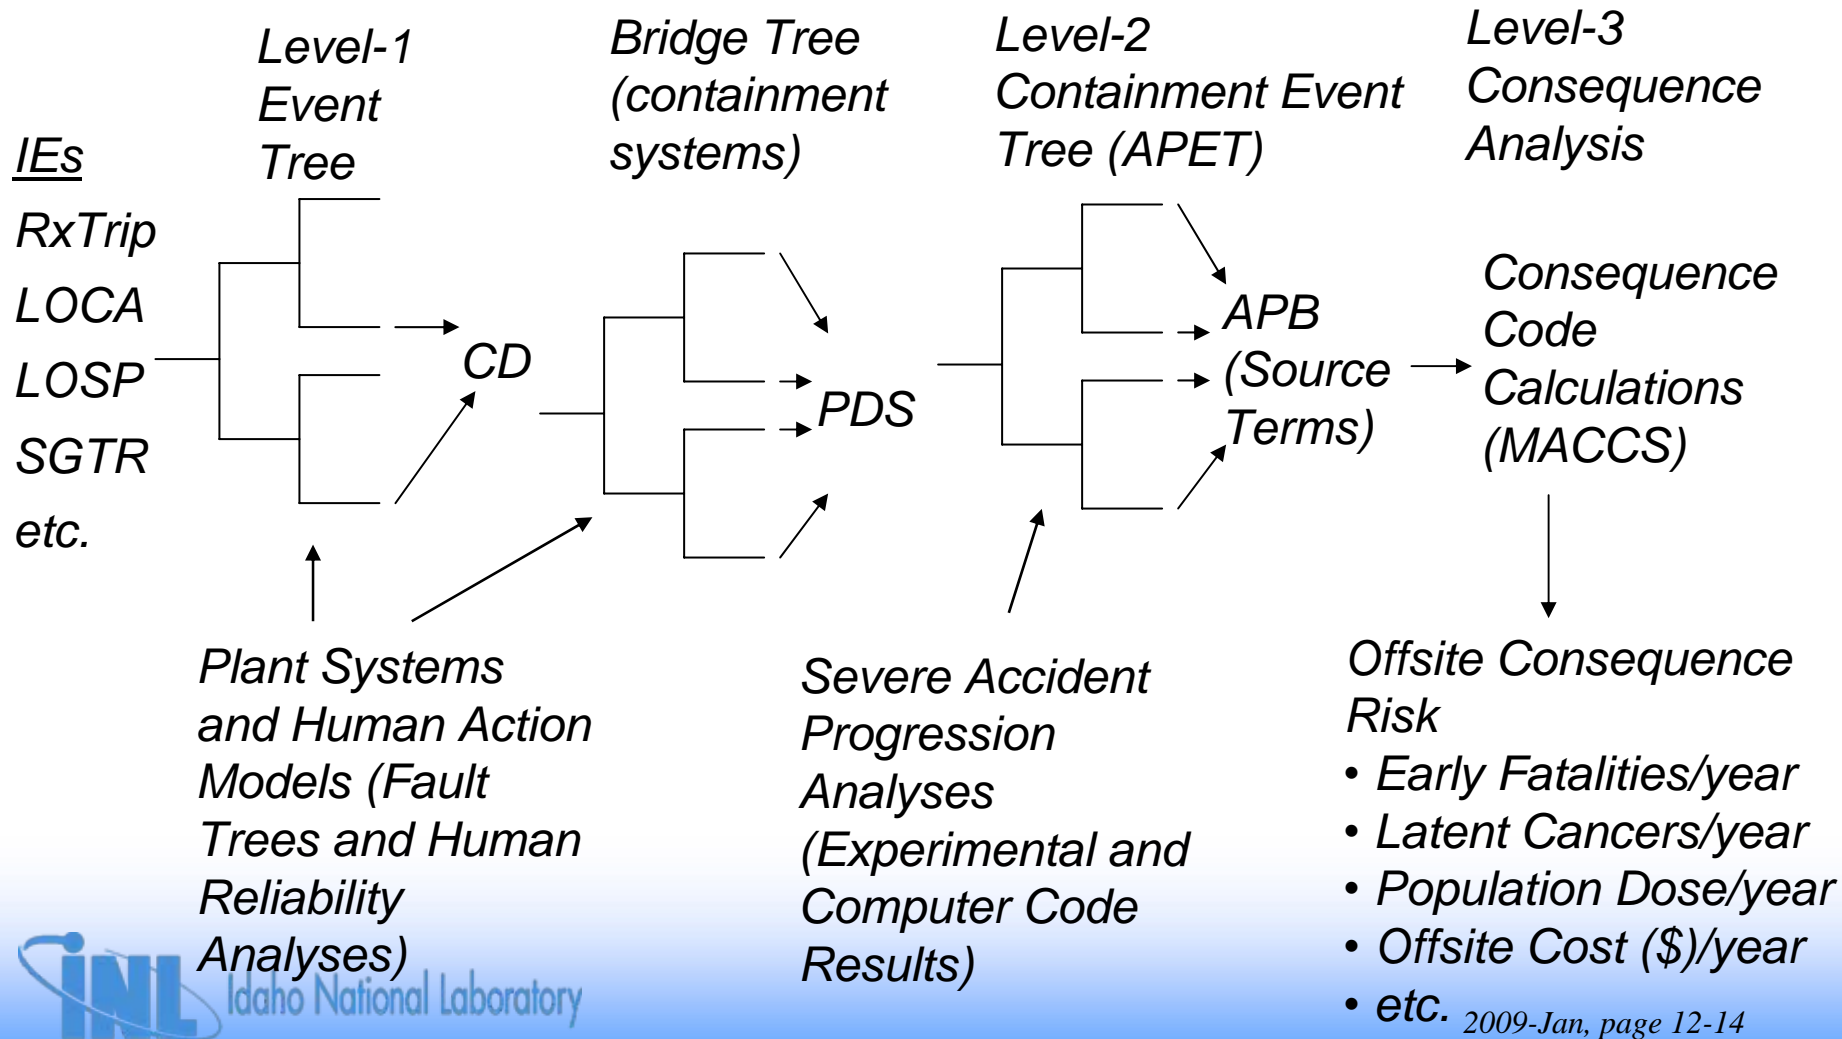 Level-1
Event
Tree
Bridge Tree
(containment
systems)
Level-2
Containment Event
Tree (APET)
Level-3
Consequence
Analysis
IEs
RxTrip
LOCA
LOSP
SGTR
etc.
CD
PDS
APB
(Source
Terms)
Consequence
Code
Calculations
(MACCS)
Plant Systems
and Human Action
Models (Fault
Trees and Human
Reliability
Analyses)
Severe Accident
Progression
Analyses
(Experimental and
Computer Code
Results)
Offsite Consequence
Risk
• Early Fatalities/year
• Latent Cancers/year
• Population Dose/year
• Offsite Cost ($)/year
• etc.
INL Idaho National Laboratory
2009-Jan, page 12-14